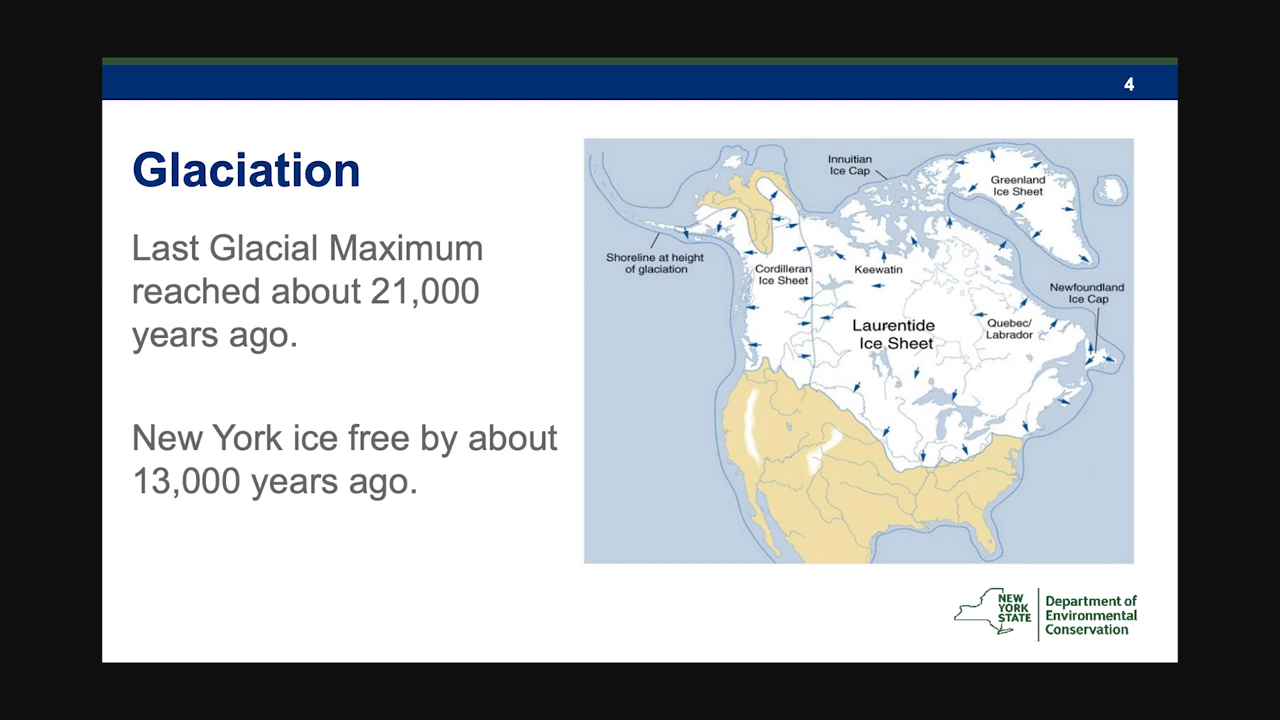 4
Glaciation
Last Glacial Maximum
reached about 21,000
years ago.
New York ice free by about
13,000 years ago.
Innuitian
Ice Cap
Greenland
Ice Sheet
Shoreline at height
of glaciation
Cordilleran
Ice Sheet
Keewatin
Newfoundland
Ice Cap
Laurentide
Ice Sheet
Quebec/
Labrador
NEW
YORK
STATE
Department of
Environmental
Conservation